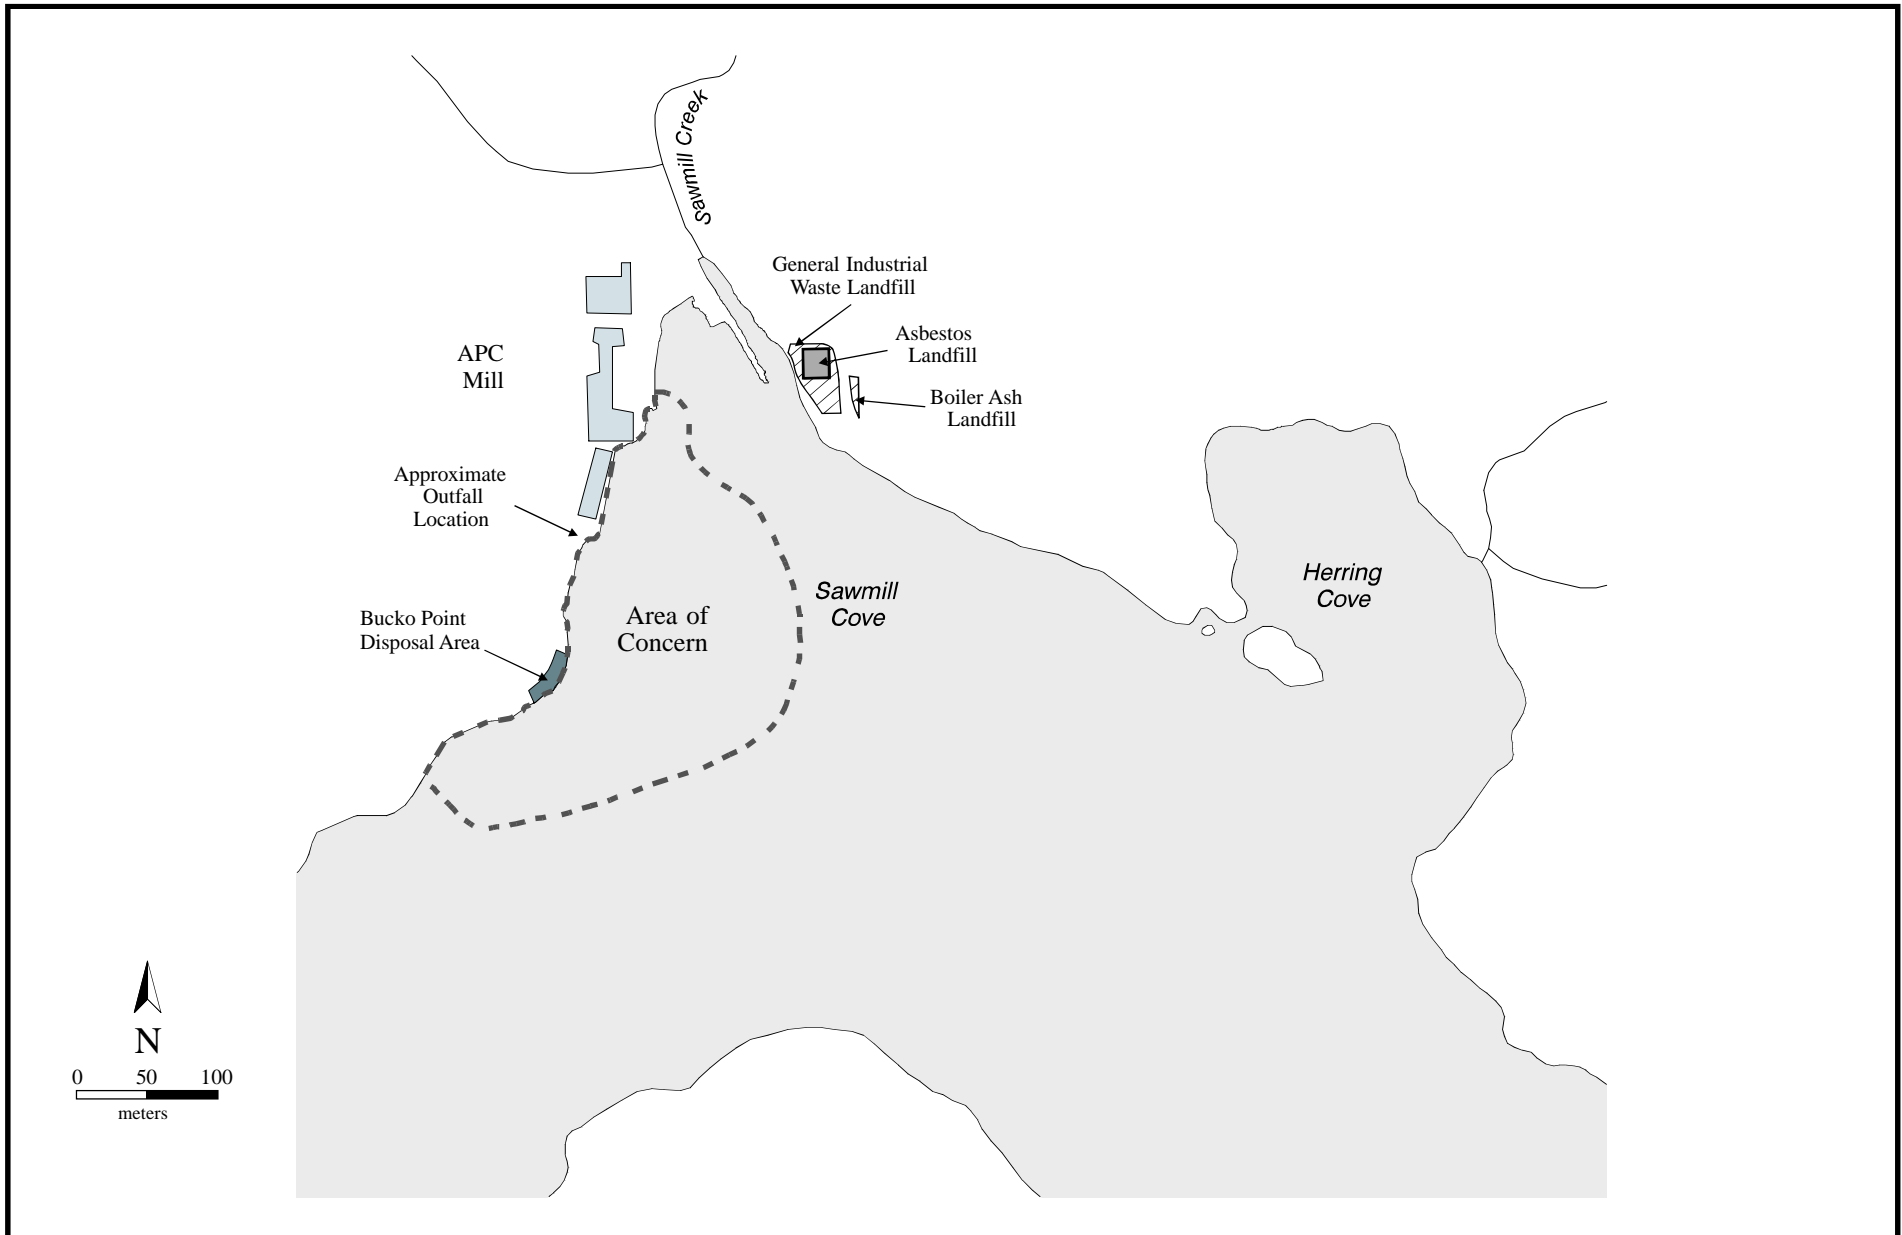 Sawmill Creek
General Industrial
Waste Landfill
Asbestos
Landfill
APC
Mill
Boiler Ash
Landfill
Approximate
Outfall
Location
Herring
Cove
Sawmill
Cove
Area of
Concern
Bucko Point
Disposal Area
N
0 50 100
meters